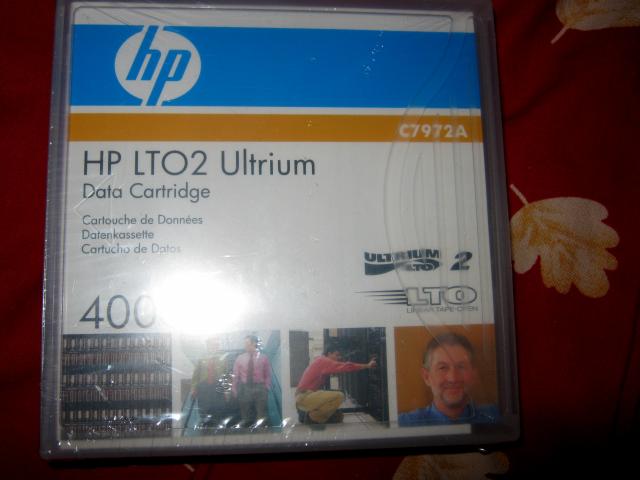 hp
C7972A
HP LTO2 Ultrium
Data Cartridge
Cartouche de Données
Datenkassette
Cartucho de Datos
ULTRIUM 2
LTO
LTO
LINEAR TAPE-OPEN
400